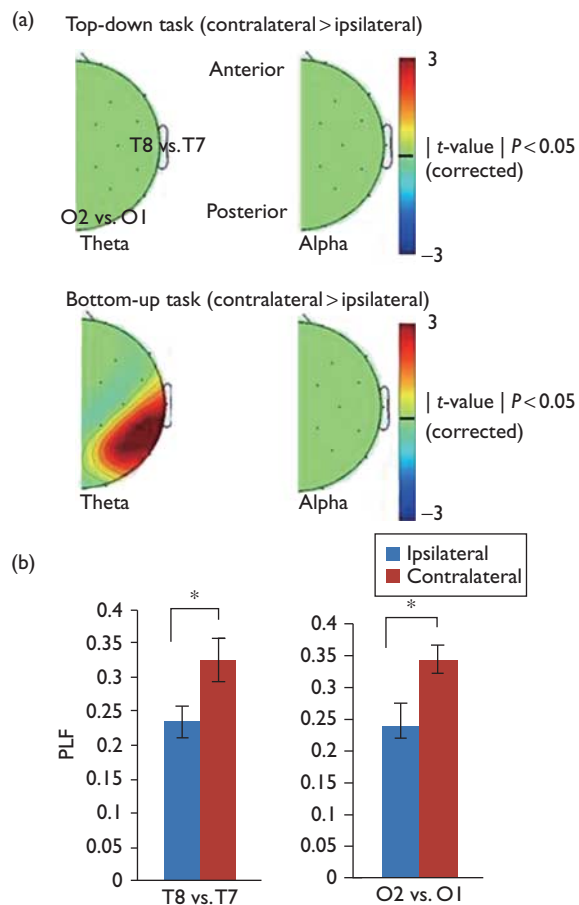 (a)
Top-down task (contralateral > ipsilateral)
Anterior
T8 vs. T7
Posterior
O2 vs. O1
Theta
Alpha
3
| t-value | P < 0.05
(corrected)
–3
Bottom-up task (contralateral > ipsilateral)
Theta
Alpha
3
| t-value | P < 0.05
(corrected)
–3
(b)
Ipsilateral
Contralateral
PLF
0.4
0.35
0.3
0.25
0.2
0.15
0.1
0.05
0
*
T8 vs. T7
0.4
0.35
0.3
0.25
0.2
0.15
0.1
0.05
0
*
O2 vs. O1